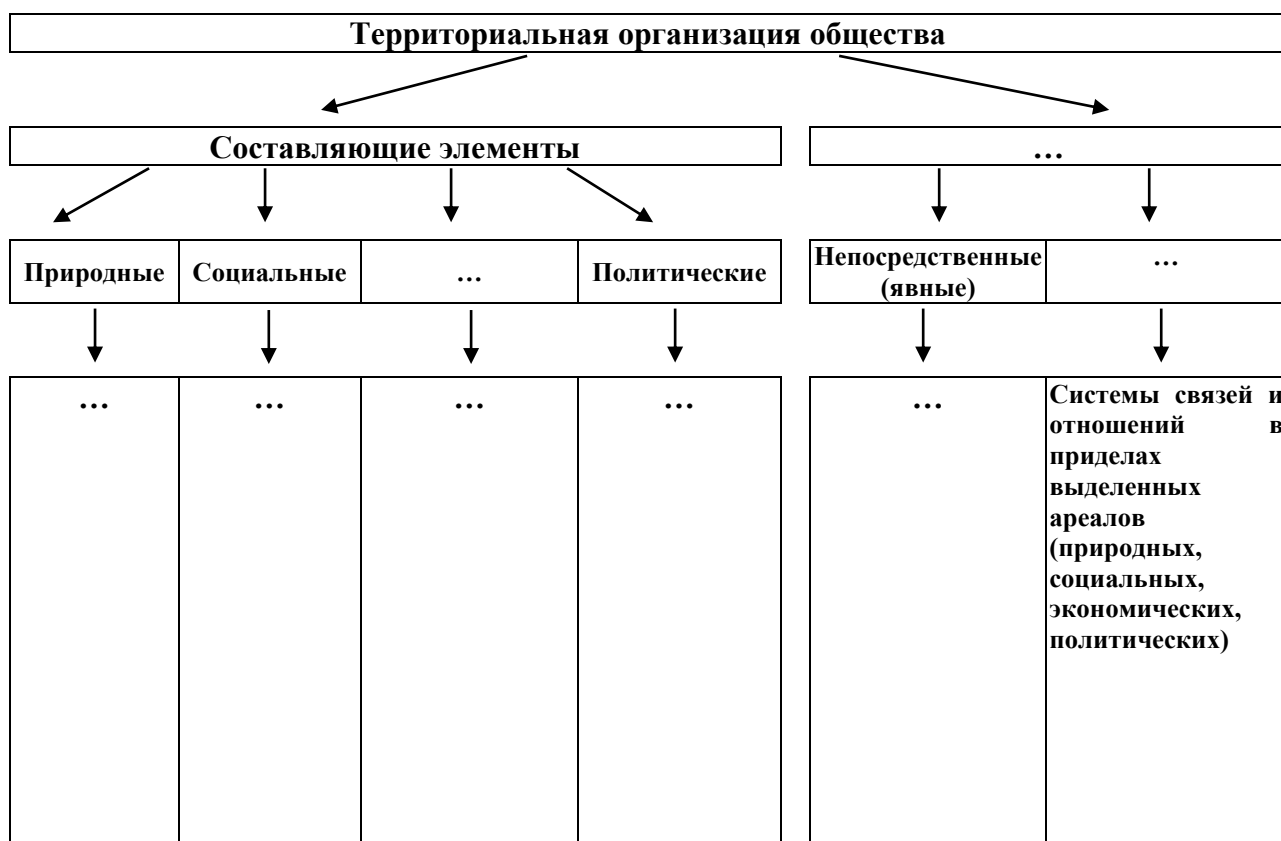 Территориальная организация общества
Составляющие элементы
…
Природные
Социальные
…
Политические
Непосредственные
(явные)
…
…
…
…
…
…
Системы связей и
отношений в
приделах
выделенных
ареалов
(природных,
социальных,
экономических,
политических)